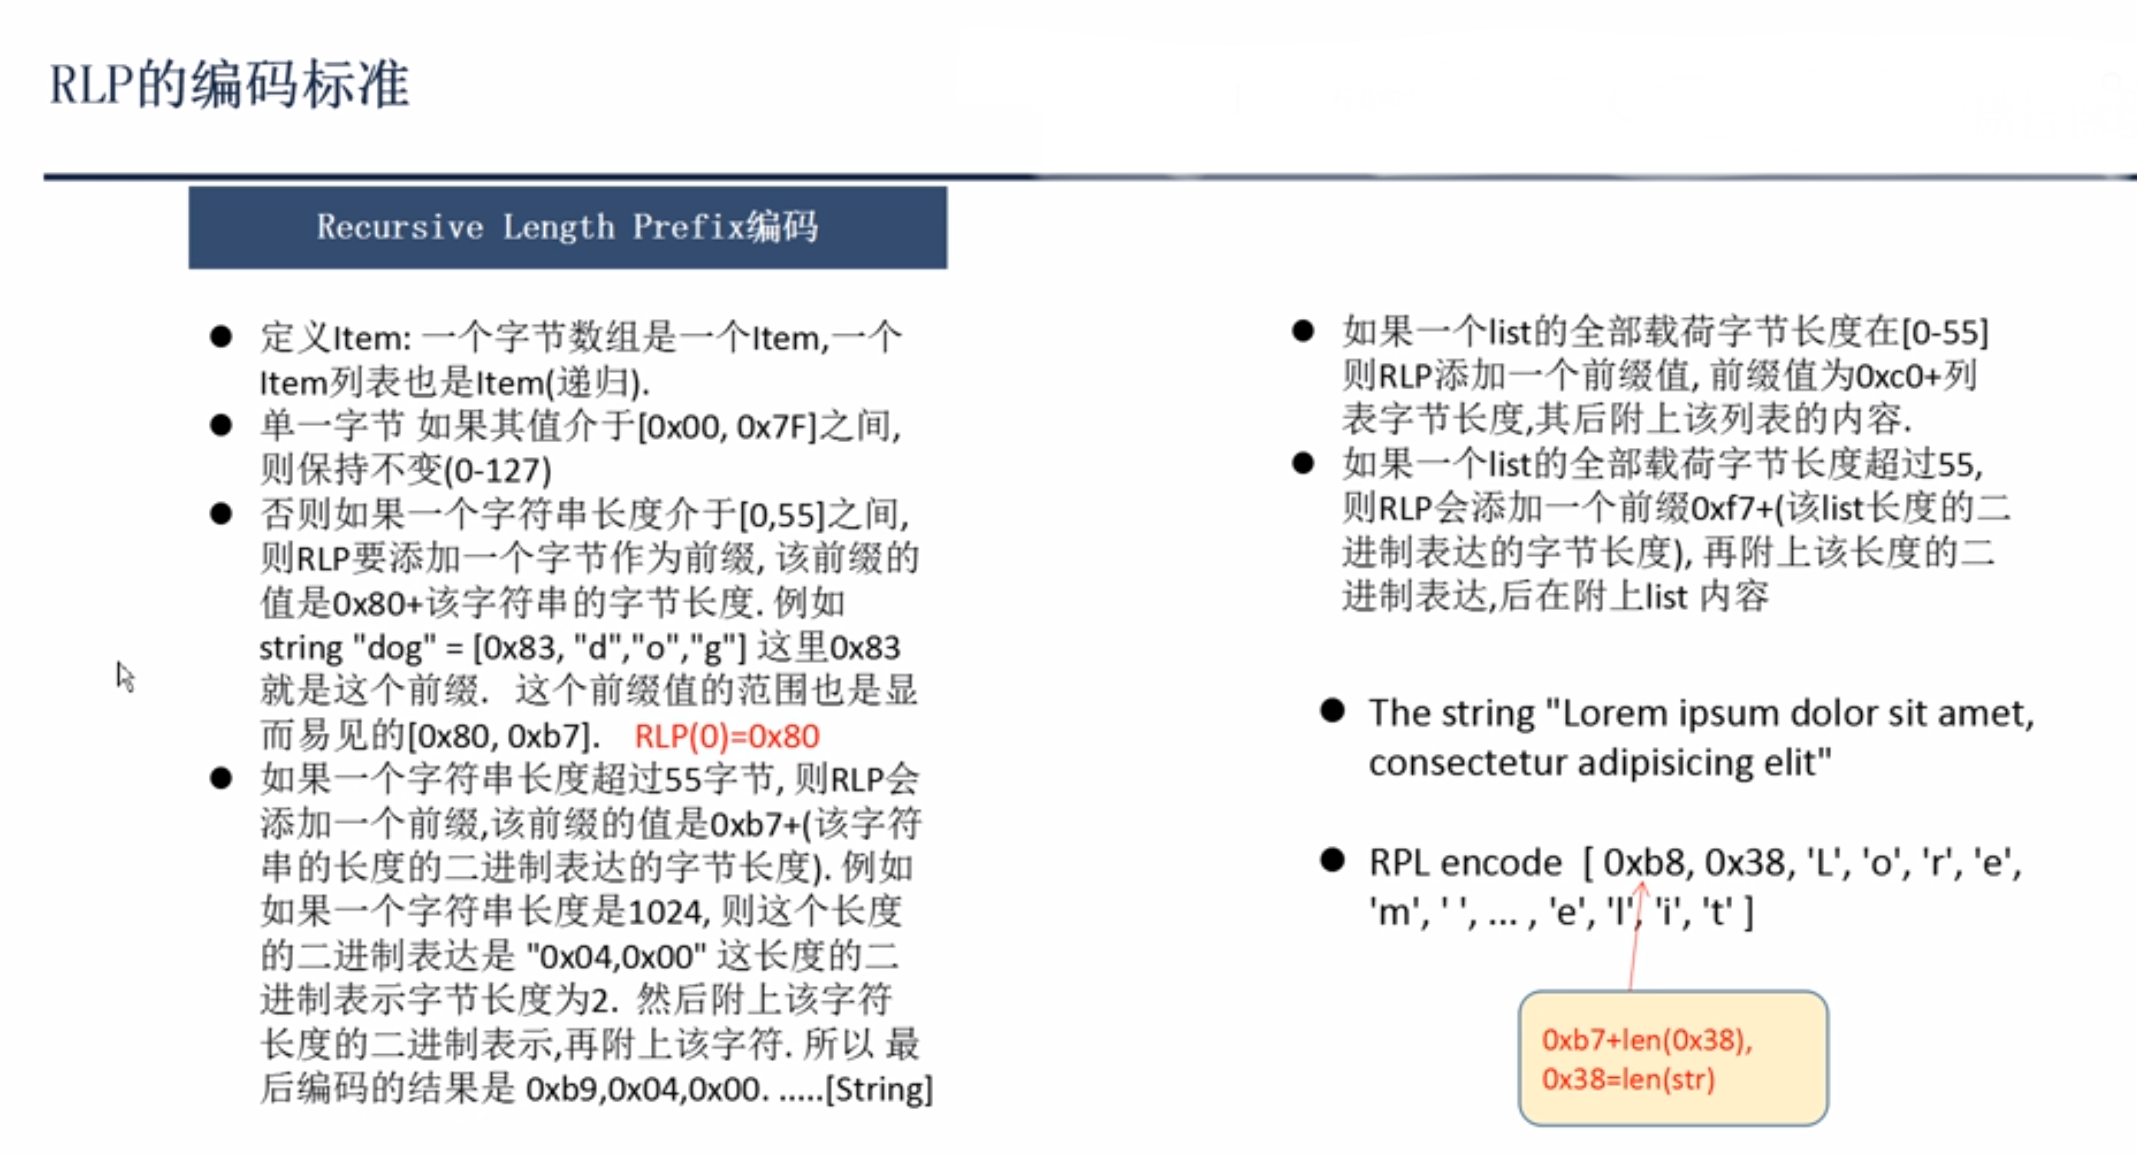 RLP的编码标准
Recursive Length Prefix编码
● 定义Item: 一个字节数组是一个Item,一个
Item列表也是Item(递归).
● 单一字节 如果其值介于[0x00, 0x7F]之间,
则保持不变(0-127)
● 否则如果一个字符串长度介于[0,55]之间,
则RLP要添加一个字节作为前缀, 该前缀的
值是0x80+该字符串的字节长度. 例如
string "dog" = [0x83, "d","o","g"] 这里0x83
就是这个前缀. 这个前缀值的范围也是显
而易见的[0x80, 0xb7]. RLP(0)=0x80
● 如果一个字符串长度超过55字节, 则RLP会
添加一个前缀,该前缀的值是0xb7+(该字符
串的长度的二进制表达的字节长度). 例如
如果一个字符串长度是1024, 则这个长度
的二进制表达是 "0x04,0x00" 这长度的二
进制表示字节长度为2. 然后附上该字符
长度的二进制表示,再附上该字符. 所以 最
后编码的结果是 0xb9,0x04,0x00. .....[String]
● 如果一个list的全部载荷字节长度在[0-55]
则RLP添加一个前缀值, 前缀值为0xc0+列
表字节长度,其后附上该列表的内容.
● 如果一个list的全部载荷字节长度超过55,
则RLP会添加一个前缀0xf7+(该list长度的二
进制表达的字节长度), 再附上该长度的二
进制表达,后在附上list 内容
● The string "Lorem ipsum dolor sit amet,
consectetur adipisicing elit"
● RPL encode [ 0xb8, 0x38, 'L', 'o', 'r', 'e',
'm', ' ', ... , 'e', 'l', 'i', 't' ]
0xb7+len(0x38),
0x38=len(str)